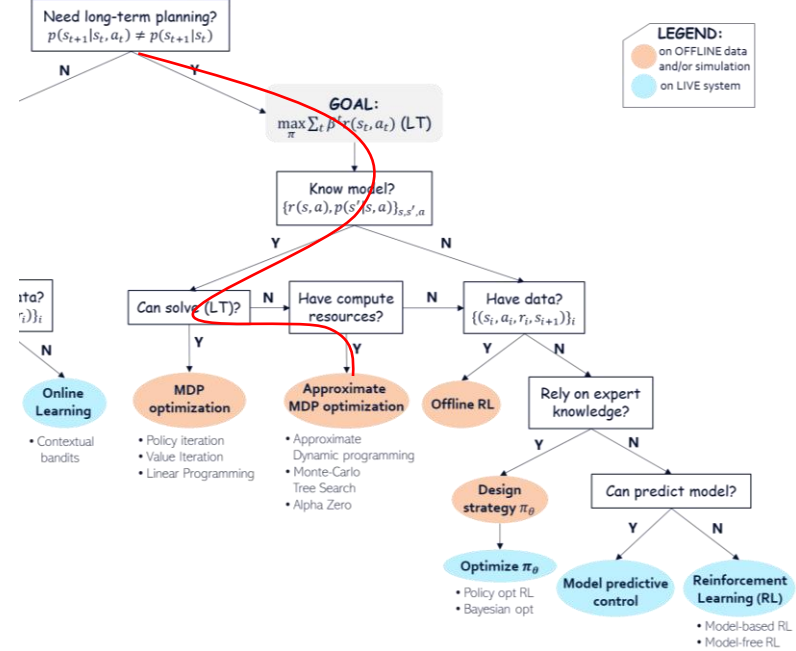 Need long-term planning?
p(s_{t+1}|s_t, a_t) ≠ p(s_{t+1}|s_t)
LEGEND:
on OFFLINE data
and/or simulation
on LIVE system
N
Y
GOAL:
max_π ∑_t β^t r(s_t, a_t) (LT)
Know model?
{r(s, a), p(s'|s, a)}_{s,s',a}
Y
N
ata?
r_i)}_i
Can solve (LT)?
N
Have compute
resources?
N
Have data?
{(s_i, a_i, r_i, s_{i+1})}_i
N
Y
Y
Y
N
Online
Learning
• Contextual
bandits
MDP
optimization
• Policy iteration
• Value Iteration
• Linear Programming
Approximate
MDP optimization
• Approximate
Dynamic programming
• Monte-Carlo
Tree Search
• Alpha Zero
Offline RL
Rely on expert
knowledge?
Y
N
Design
strategy π_θ
Can predict model?
Y
N
Optimize π_θ
• Policy opt RL
• Bayesian opt
Model predictive
control
Reinforcement
Learning (RL)
• Model-based RL
• Model-free RL